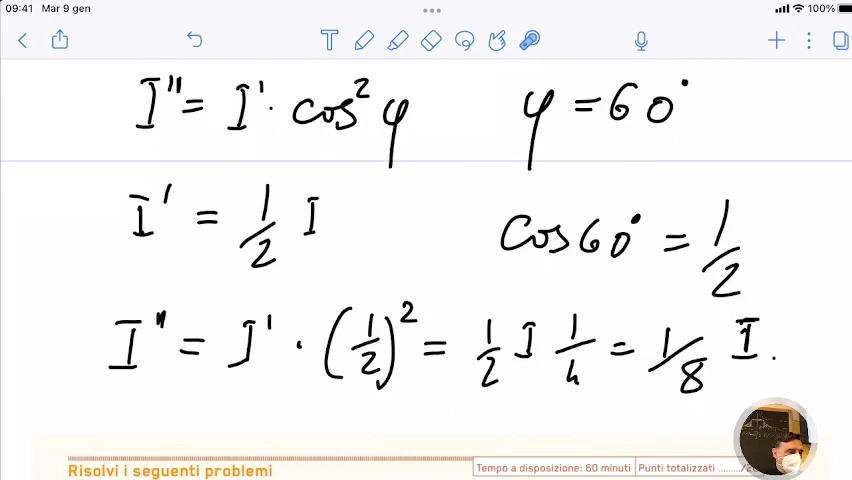 09:41 Mar 9 gen 100%
I'' = I' · cos² φ φ = 60°
I' = 1/2 I cos 60° = 1/2
I'' = I' · (1/2)² = 1/2 I 1/4 = 1/8 I.
Risolvi i seguenti problemi Tempo a disposizione: 60 minuti Punti totalizzati